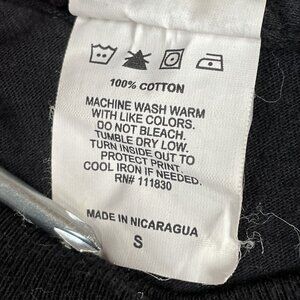 100% COTTON
MACHINE WASH WARM
WITH LIKE COLORS.
DO NOT BLEACH.
TUMBLE DRY LOW.
TURN INSIDE OUT TO
PROTECT PRINT
COOL IRON IF NEEDED.
RN# 111830
MADE IN NICARAGUA
S